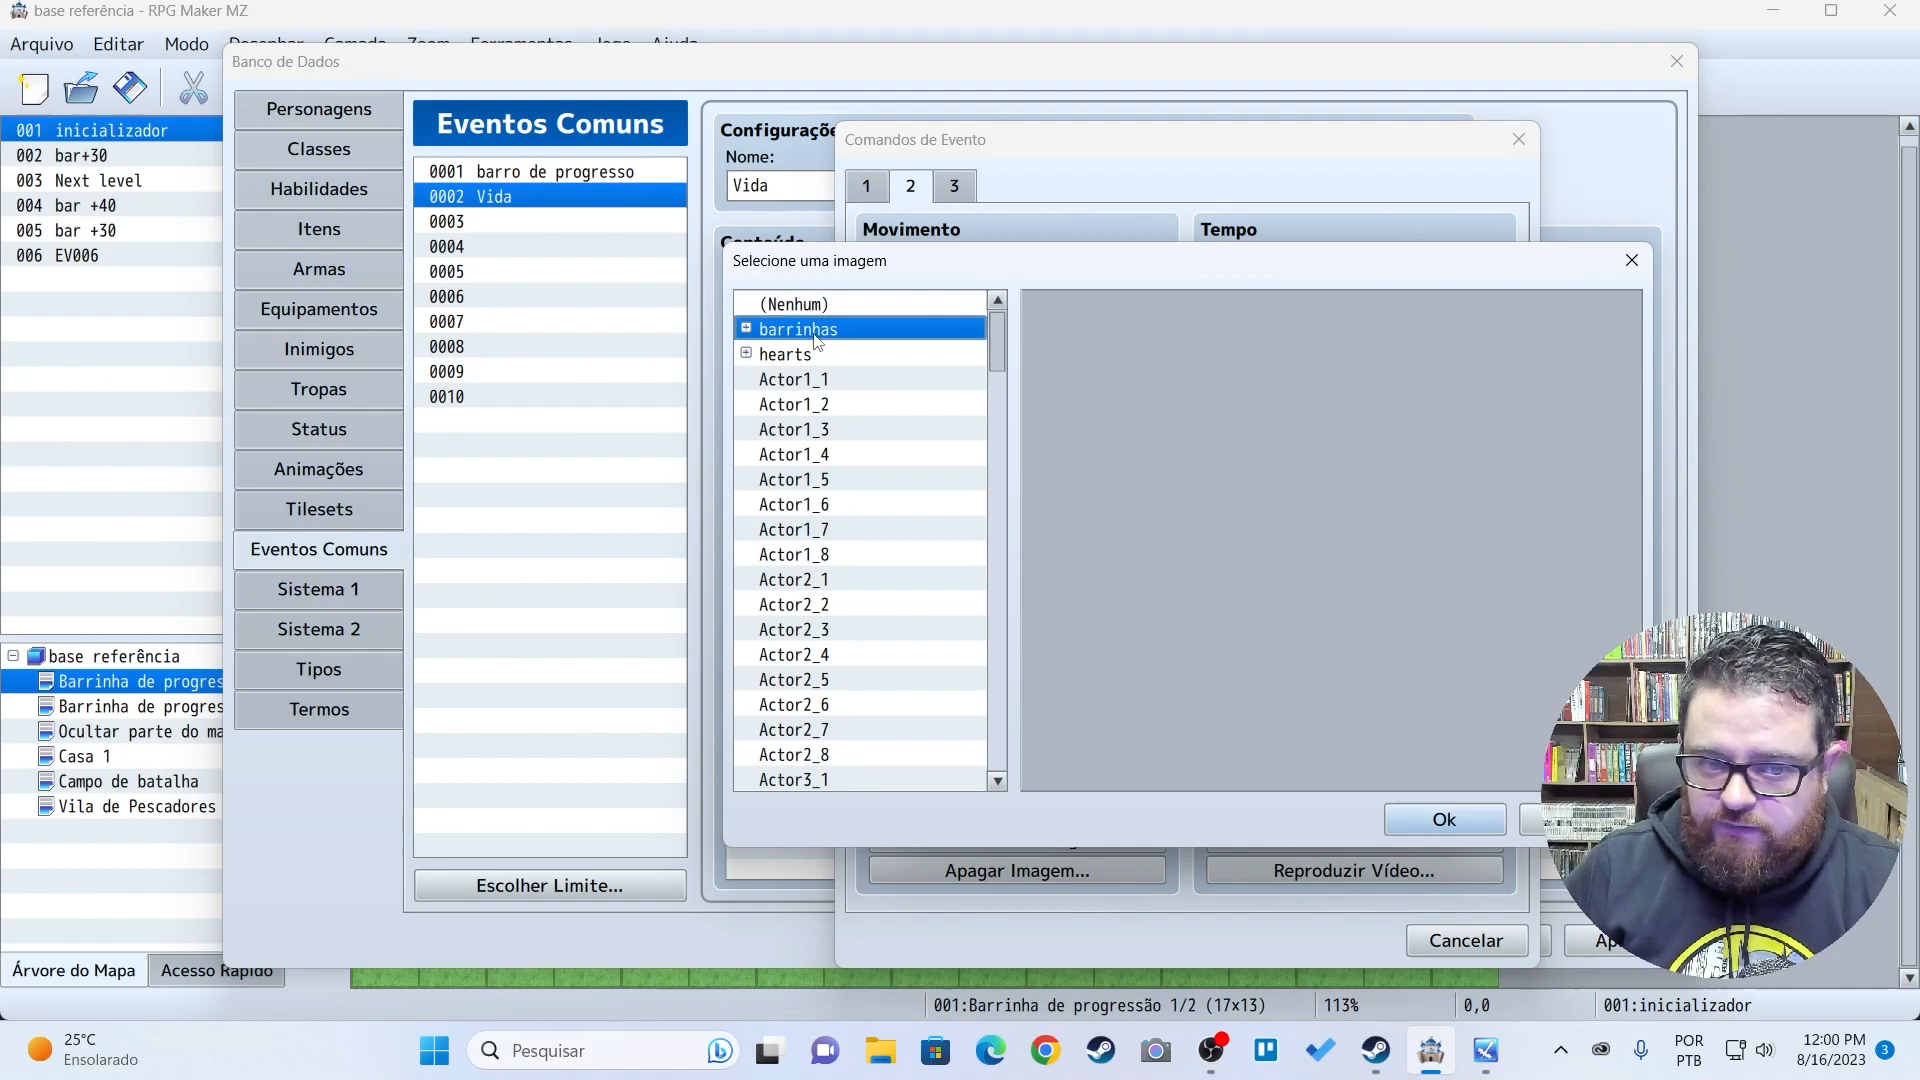 base referência - RPG Maker MZ
Arquivo Editar Modo Desenhar Camada Zoom Ferramentas Jogo Ajuda
Banco de Dados
001 inicializador
002 bar+30
003 Next level
004 bar +40
005 bar +30
006 EV006
base referência
Barrinha de progres
Barrinha de progres
Ocultar parte do ma
Casa 1
Campo de batalha
Vila de Pescadores
Árvore do Mapa
Acesso Rápido
Personagens
Classes
Habilidades
Itens
Armas
Equipamentos
Inimigos
Tropas
Status
Animações
Tilesets
Eventos Comuns
Sistema 1
Sistema 2
Tipos
Termos
Eventos Comuns
0001 barro de progresso
0002 Vida
0003
0004
0005
0006
0007
0008
0009
0010
Escolher Limite...
Configuraçõe
Nome:
Vida
Conteúdo
Comandos de Evento
1
2
3
Movimento
Tempo
Selecione uma imagem
(Nenhum)
barrinhas
hearts
Actor1_1
Actor1_2
Actor1_3
Actor1_4
Actor1_5
Actor1_6
Actor1_7
Actor1_8
Actor2_1
Actor2_2
Actor2_3
Actor2_4
Actor2_5
Actor2_6
Actor2_7
Actor2_8
Actor3_1
Ok
Apagar Imagem...
Reproduzir Vídeo...
Cancelar
Ap
001:Barrinha de progressão 1/2 (17x13)
113%
0,0
001:inicializador
25°C
Ensolarado
Pesquisar
POR
PTB
12:00 PM
8/16/2023
3